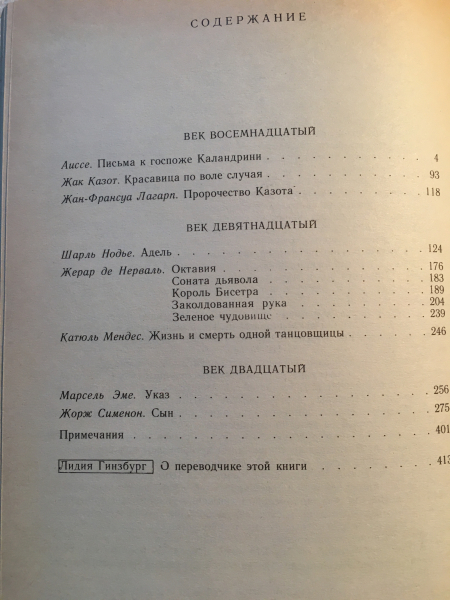 СОДЕРЖАНИЕ
ВЕК ВОСЕМНАДЦАТЫЙ
Аиссе. Письма к госпоже Каландрини . . . . . . . . . . 4
Жак Казот. Красавица по воле случая . . . . . . . . . . 93
Жан-Франсуа Лагарп. Пророчество Казота . . . . . . . . 118
ВЕК ДЕВЯТНАДЦАТЫЙ
Шарль Нодье. Адель . . . . . . . . . . . . . . . . 124
Жерар де Нерваль. Октавия . . . . . . . . . . . . . 176
Соната дьявола . . . . . . . . . . . 183
Король Бисетра . . . . . . . . . . . 189
Заколдованная рука . . . . . . . . . 204
Зеленое чудовище . . . . . . . . . . 239
Катюль Мендес. Жизнь и смерть одной танцовщицы . . . . . . 246
ВЕК ДВАДЦАТЫЙ
Марсель Эме. Указ . . . . . . . . . . . . . . . . 256
Жорж Сименон. Сын . . . . . . . . . . . . . . . . 275
Примечания . . . . . . . . . . . . . . . . . . . 401
Лидия Гинзбург О переводчике этой книги . . . . . . . . 413